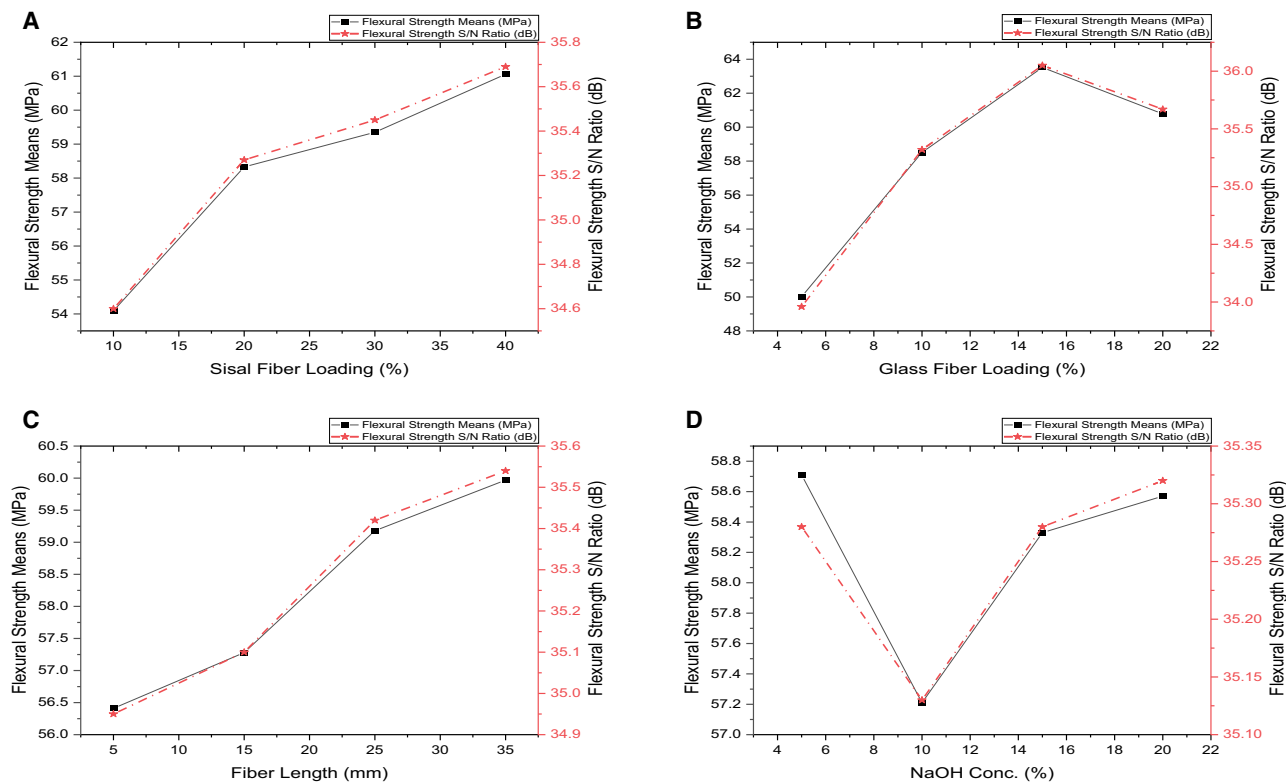 A
Flexural Strength Means (MPa)
Flexural Strength S/N Ratio (dB)
62
61
60
59
58
57
56
55
54
35.8
35.6
35.4
35.2
35.0
34.8
34.6
10 15 20 25 30 35 40
Flexural Strength Means (MPa)
Flexural Strength S/N Ratio (dB)
Sisal Fiber Loading (%)
B
Flexural Strength Means (MPa)
Flexural Strength S/N Ratio (dB)
64
62
60
58
56
54
52
50
48
36.0
35.5
35.0
34.5
34.0
4 6 8 10 12 14 16 18 20 22
Flexural Strength Means (MPa)
Flexural Strength S/N Ratio (dB)
Glass Fiber Loading (%)
C
Flexural Strength Means (MPa)
Flexural Strength S/N Ratio (dB)
60.5
60.0
59.5
59.0
58.5
58.0
57.5
57.0
56.5
56.0
35.6
35.5
35.4
35.3
35.2
35.1
35.0
34.9
5 10 15 20 25 30 35
Flexural Strength Means (MPa)
Flexural Strength S/N Ratio (dB)
Fiber Length (mm)
D
Flexural Strength Means (MPa)
Flexural Strength S/N Ratio (dB)
58.8
58.6
58.4
58.2
58.0
57.8
57.6
57.4
57.2
57.0
35.35
35.30
35.25
35.20
35.15
35.10
4 6 8 10 12 14 16 18 20 22
Flexural Strength Means (MPa)
Flexural Strength S/N Ratio (dB)
NaOH Conc. (%)